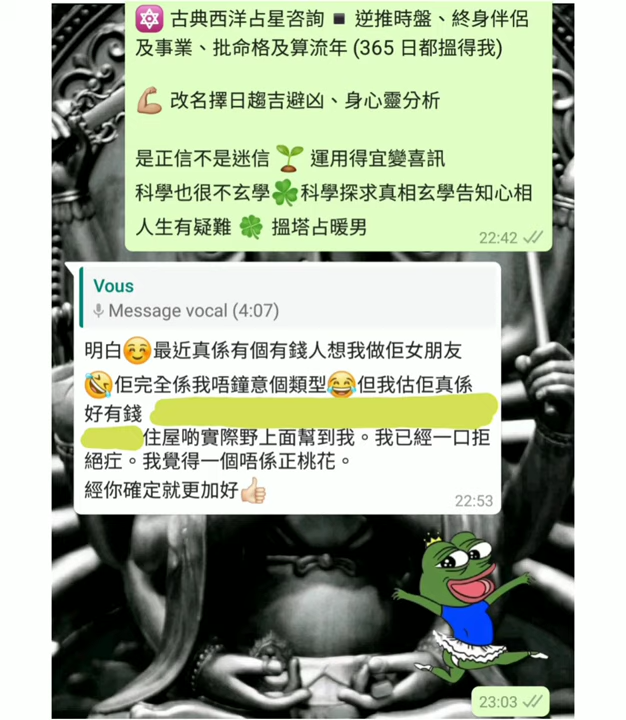 🔯 古典西洋占星咨詢 ◾ 逆推時盤、終身伴侶
及事業、批命格及算流年 (365 日都搵得我)
💪🏼 改名擇日趨吉避凶、身心靈分析
是正信不是迷信 🌱 運用得宜變喜訊
科學也很不玄學🍀科學探求真相玄學告知心相
人生有疑難 🍀 搵塔占暖男
22:42
Vous
Message vocal (4:07)
明白☺️最近真係有個有錢人想我做佢女朋友
🤣佢完全係我唔鐘意個類型😂但我估佢真係
好有錢
住屋啲實際野上面幫到我。我已經一口拒
絕咗。我覺得一個唔係正桃花。
經你確定就更加好👍🏻
22:53
23:03